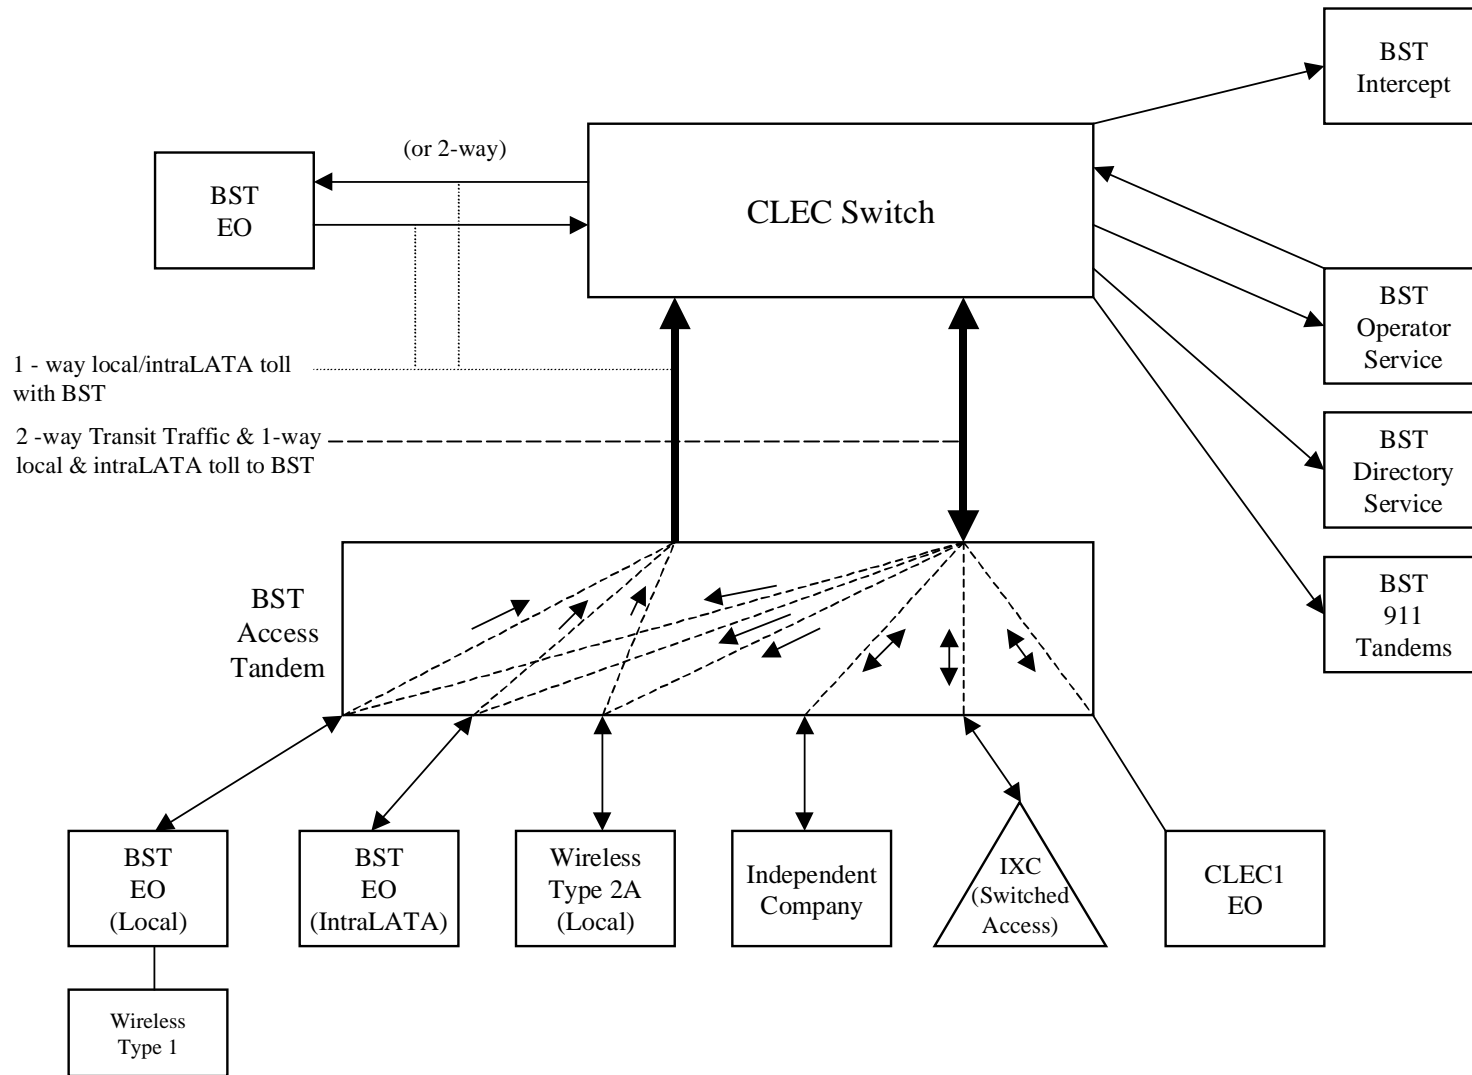 BST
Intercept
(or 2-way)
BST
EO
CLEC Switch
BST
Operator
Service
1 - way local/intraLATA toll
with BST
2 -way Transit Traffic & 1-way
local & intraLATA toll to BST
BST
Directory
Service
BST
911
Tandems
BST
Access
Tandem
BST
EO
(Local)
BST
EO
(IntraLATA)
Wireless
Type 2A
(Local)
Independent
Company
IXC
(Switched
Access)
CLEC1
EO
Wireless
Type 1